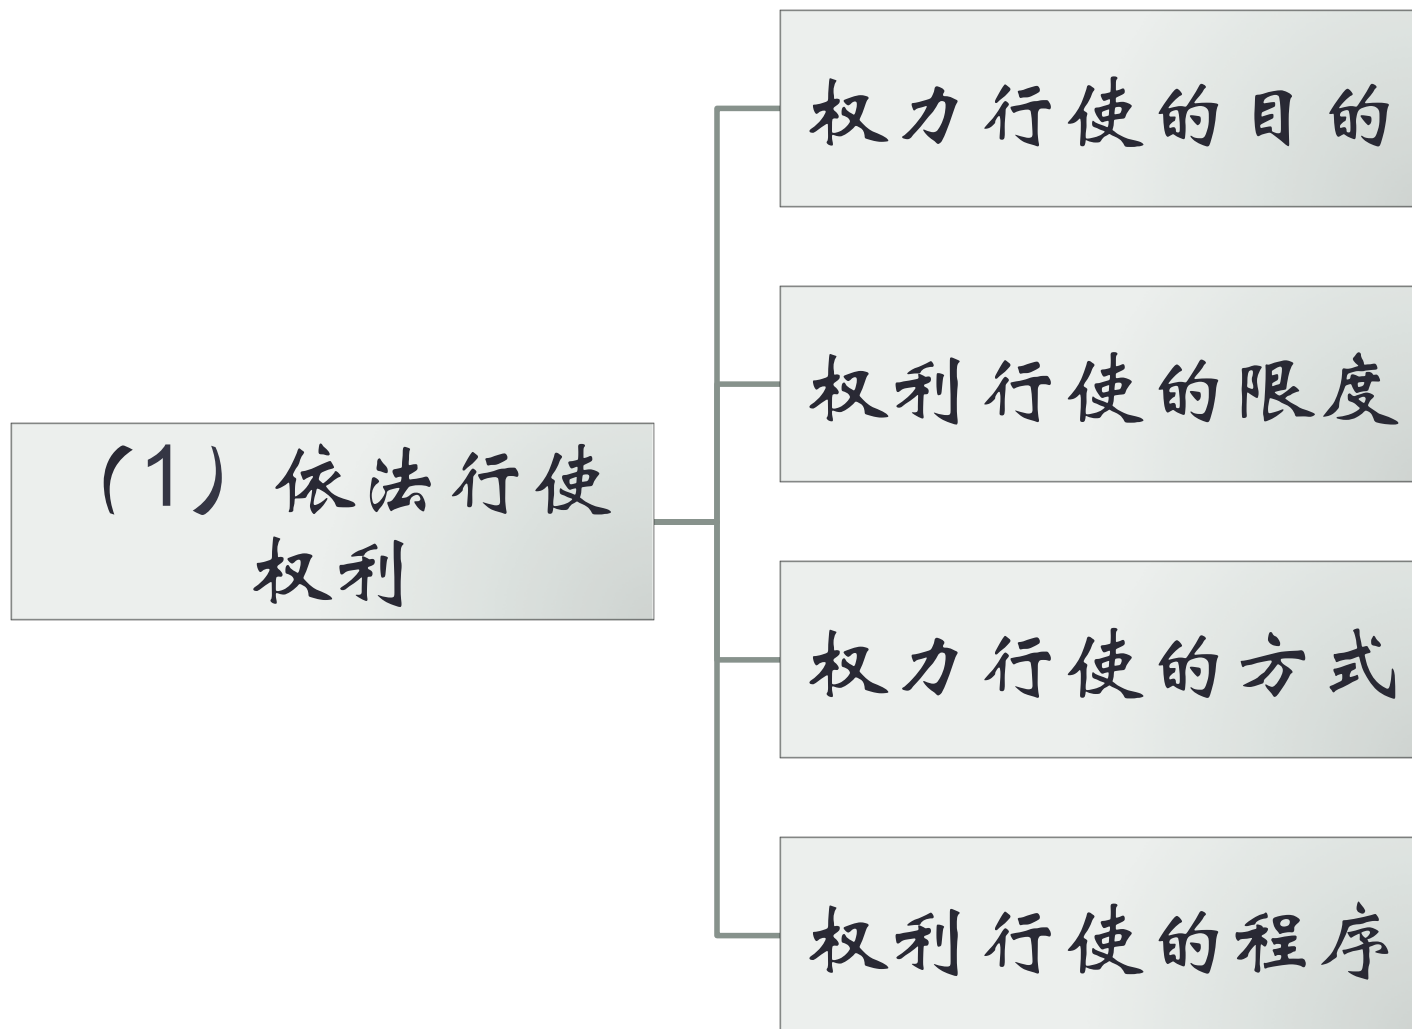 （1）依法行使
权利
权力行使的目的
权利行使的限度
权力行使的方式
权利行使的程序